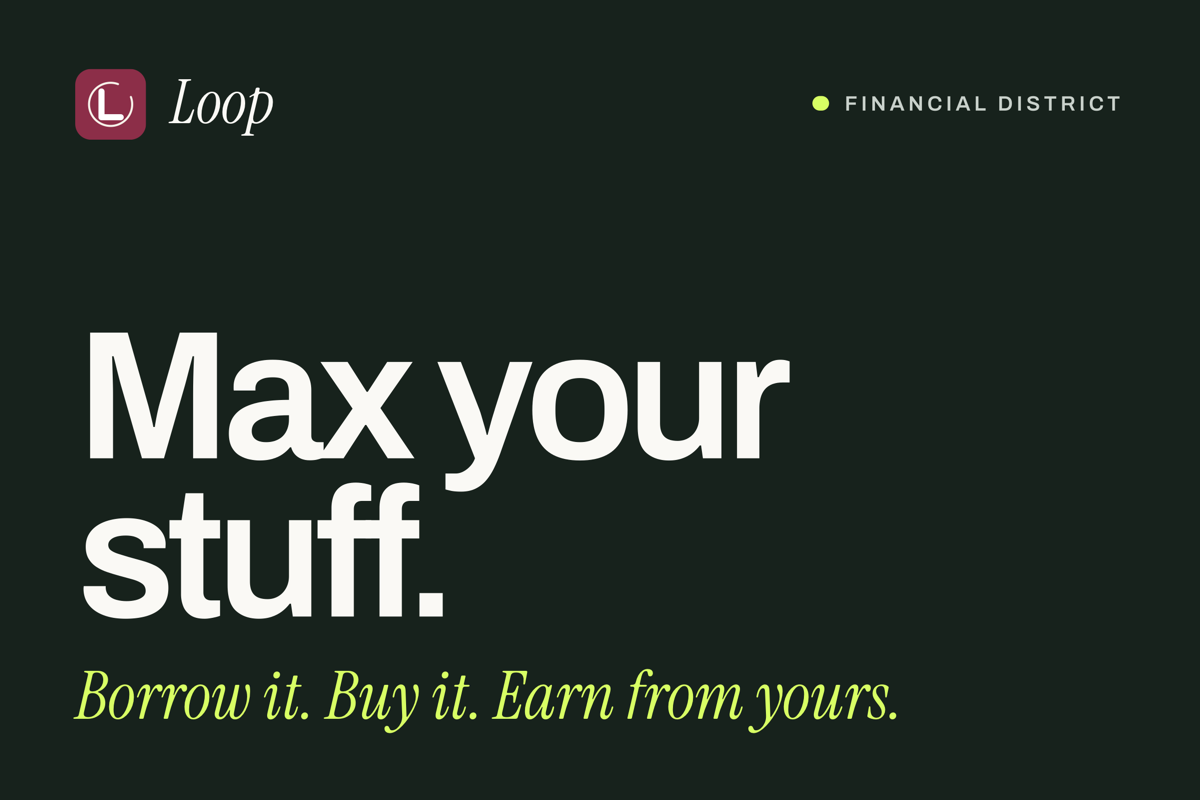 L Loop
FINANCIAL DISTRICT
Max your
stuff.
Borrow it. Buy it. Earn from yours.